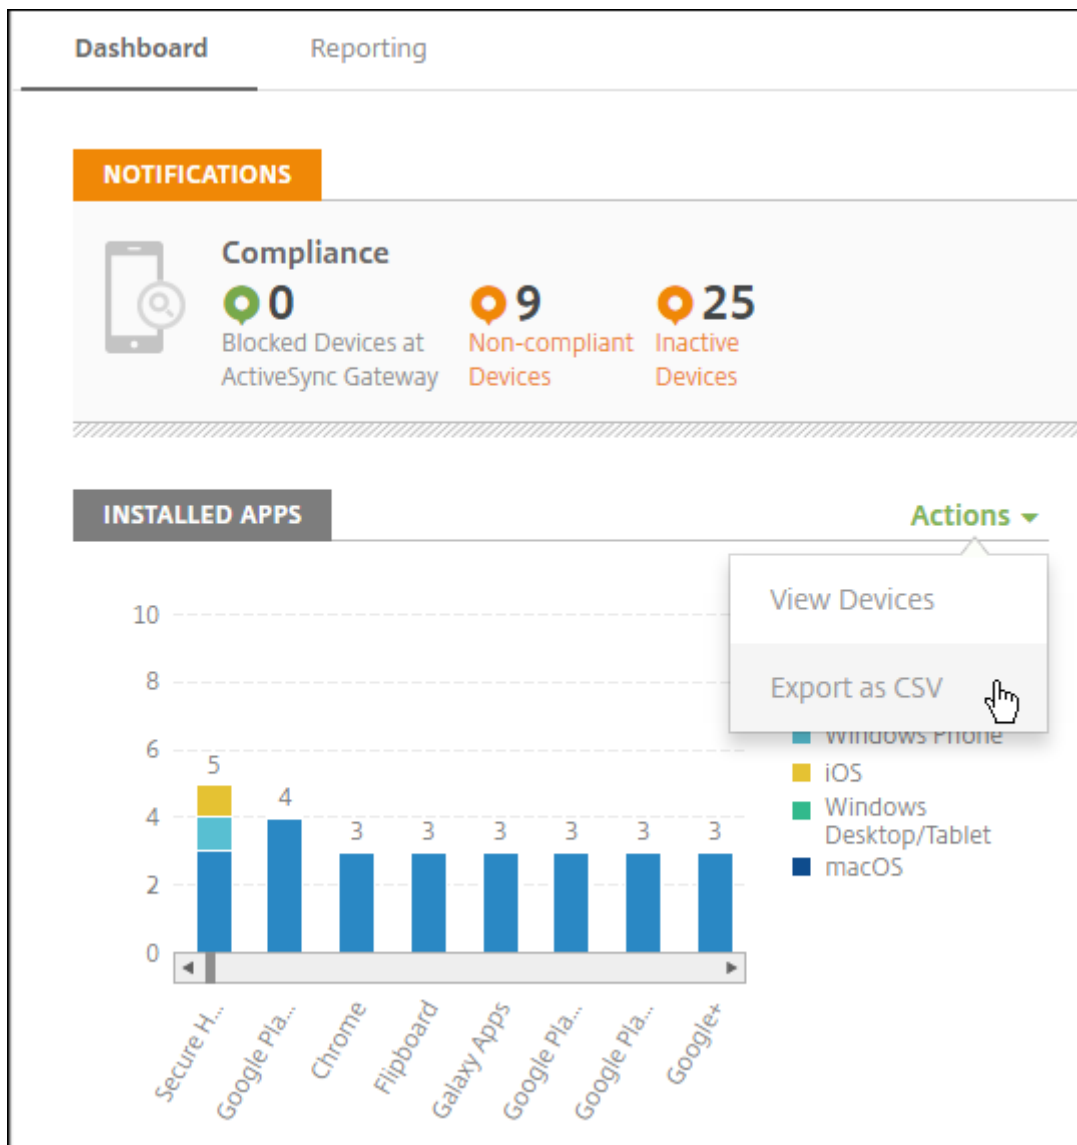 Dashboard
Reporting
NOTIFICATIONS
Compliance
0
9
25
Blocked Devices at
ActiveSync Gateway
Non-compliant
Devices
Inactive
Devices
INSTALLED APPS
Actions
View Devices
Export as CSV
Windows Phone
iOS
Windows
Desktop/Tablet
macOS
10
8
6
4
2
0
5
4
3
3
3
3
3
3
Secure H...
Google Pla...
Chrome
Flipboard
Galaxy Apps
Google Pla...
Google Pla...
Google+